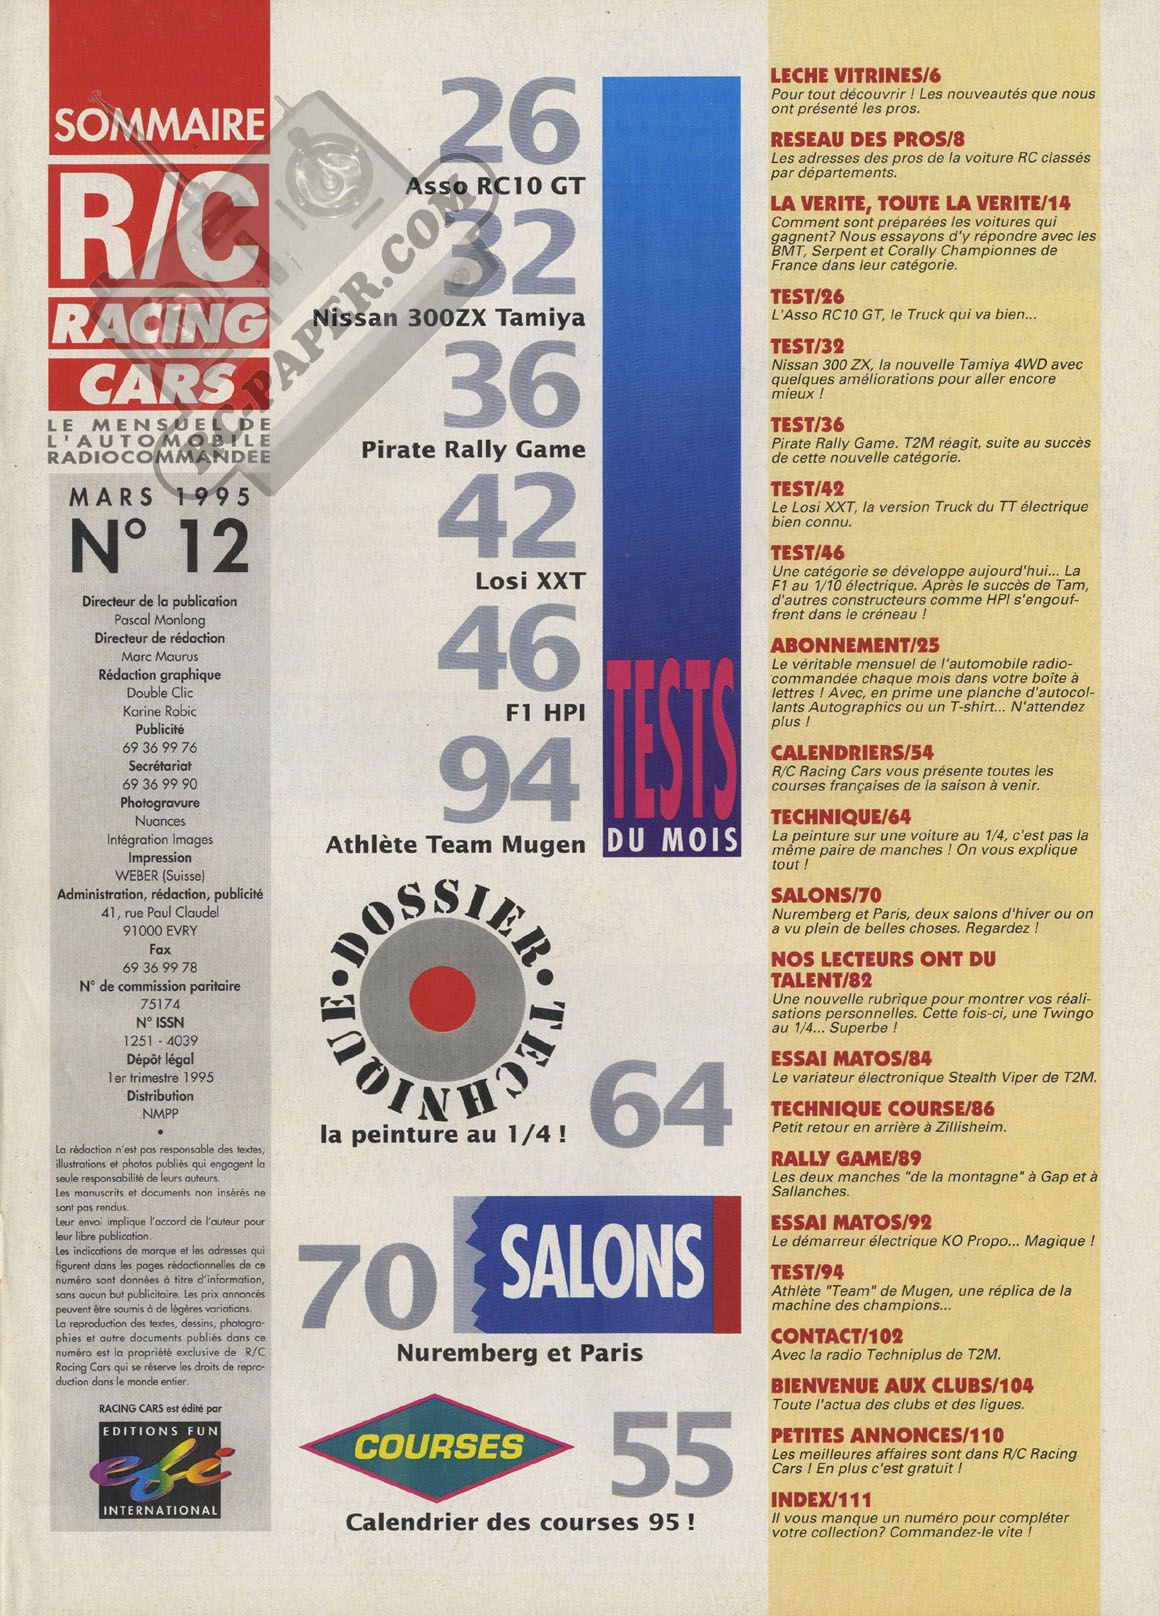 SOMMAIRE
R/C
RACING
CARS
LE MENSUEL DE
L'AUTOMOBILE
RADIOCOMMANDEE
MARS 1995
N° 12
Directeur de la publication
Pascal Monlong
Directeur de rédaction
Marc Maurus
Rédaction graphique
Double Clic
Karine Robic
Publicité
69 36 99 76
Secrétariat
69 36 99 90
Photogravure
Nuances
Intégration Images
Impression
WEBER (Suisse)
Administration, rédaction, publicité
41, rue Paul Claudel
91000 EVRY
Fax
69 36 99 78
N° de commission paritaire
75174
N° ISSN
1251 - 4039
Dépôt légal
1er trimestre 1995
Distribution
NMPP
•
La rédaction n'est pas responsable des textes,
illustrations et photos publiés qui engagent la
seule responsabilité de leurs auteurs.
Les manuscrits et documents non insérés ne
sont pas rendus.
Leur envoi implique l'accord de l'auteur pour
leur libre publication.
Les indications de marque et les adresses qui
figurent dans les pages rédactionnelles de ce
numéro sont données à titre d'information,
sans aucun but publicitaire. Les prix annoncés
peuvent être soumis à de légères variations.
La reproduction des textes, dessins, photogra-
phies et autre documents publiés dans ce
numéro est la propriété exclusive de R/C
Racing Cars qui se réserve les droits de repro-
duction dans le monde entier.
RACING CARS est édité par
EDITIONS FUN
efi
INTERNATIONAL
RC-PAPER.COM
26
Asso RC10 GT
32
Nissan 300ZX Tamiya
36
Pirate Rally Game
42
Losi XXT
46
F1 HPI
94
Athlète Team Mugen
TESTS
DU MOIS
•DOSSIER•TECHNIQUE
la peinture au 1/4 !
64
70
SALONS
Nuremberg et Paris
COURSES
55
Calendrier des courses 95 !
LECHE VITRINES/6
Pour tout découvrir ! Les nouveautés que nous
ont présenté les pros.
RESEAU DES PROS/8
Les adresses des pros de la voiture RC classés
par départements.
LA VERITE, TOUTE LA VERITE/14
Comment sont préparées les voitures qui
gagnent? Nous essayons d'y répondre avec les
BMT, Serpent et Corally Championnes de
France dans leur catégorie.
TEST/26
L'Asso RC10 GT, le Truck qui va bien...
TEST/32
Nissan 300 ZX, la nouvelle Tamiya 4WD avec
quelques améliorations pour aller encore
mieux !
TEST/36
Pirate Rally Game. T2M réagit, suite au succès
de cette nouvelle catégorie.
TEST/42
Le Losi XXT, la version Truck du TT électrique
bien connu.
TEST/46
Une catégorie se développe aujourd'hui... La
F1 au 1/10 électrique. Après le succès de Tam,
d'autres constructeurs comme HPI s'engouf-
frent dans le créneau !
ABONNEMENT/25
Le véritable mensuel de l'automobile radio-
commandée chaque mois dans votre boîte à
lettres ! Avec, en prime une planche d'autocol-
lants Autographics ou un T-shirt... N'attendez
plus !
CALENDRIERS/54
R/C Racing Cars vous présente toutes les
courses françaises de la saison à venir.
TECHNIQUE/64
La peinture sur une voiture au 1/4, c'est pas la
même paire de manches ! On vous explique
tout !
SALONS/70
Nuremberg et Paris, deux salons d'hiver ou on
a vu plein de belles choses. Regardez !
NOS LECTEURS ONT DU
TALENT/82
Une nouvelle rubrique pour montrer vos réali-
sations personnelles. Cette fois-ci, une Twingo
au 1/4... Superbe !
ESSAI MATOS/84
Le variateur électronique Stealth Viper de T2M.
TECHNIQUE COURSE/86
Petit retour en arrière à Zillisheim.
RALLY GAME/89
Les deux manches "de la montagne" à Gap et à
Sallanches.
ESSAI MATOS/92
Le démarreur électrique KO Propo... Magique !
TEST/94
Athlète "Team" de Mugen, une réplica de la
machine des champions...
CONTACT/102
Avec la radio Techniplus de T2M.
BIENVENUE AUX CLUBS/104
Toute l'actua des clubs et des ligues.
PETITES ANNONCES/110
Les meilleures affaires sont dans R/C Racing
Cars ! En plus c'est gratuit !
INDEX/111
Il vous manque un numéro pour compléter
votre collection? Commandez-le vite !